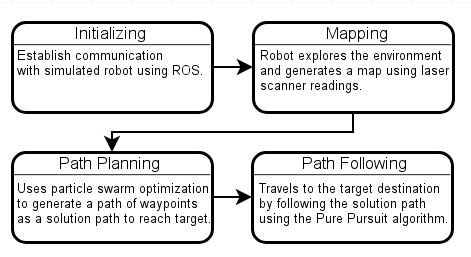 Initializing
Establish communication
with simulated robot using ROS.
Mapping
Robot explores the environment
and generates a map using laser
scanner readings.
Path Planning
Uses particle swarm optimization
to generate a path of waypoints
as a solution path to reach target.
Path Following
Travels to the target destination
by following the solution path
using the Pure Pursuit algorithm.